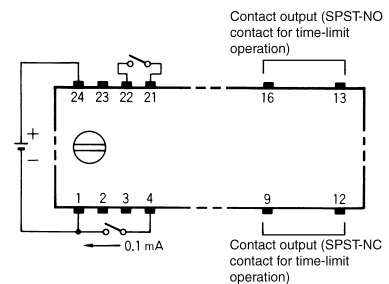 Contact output (SPST-NO
contact for time-limit
operation)
24 23 22 21 16 13
+
−
1 2 3 4 9 12
0.1 mA
Contact output (SPST-NC
contact for time-limit
operation)